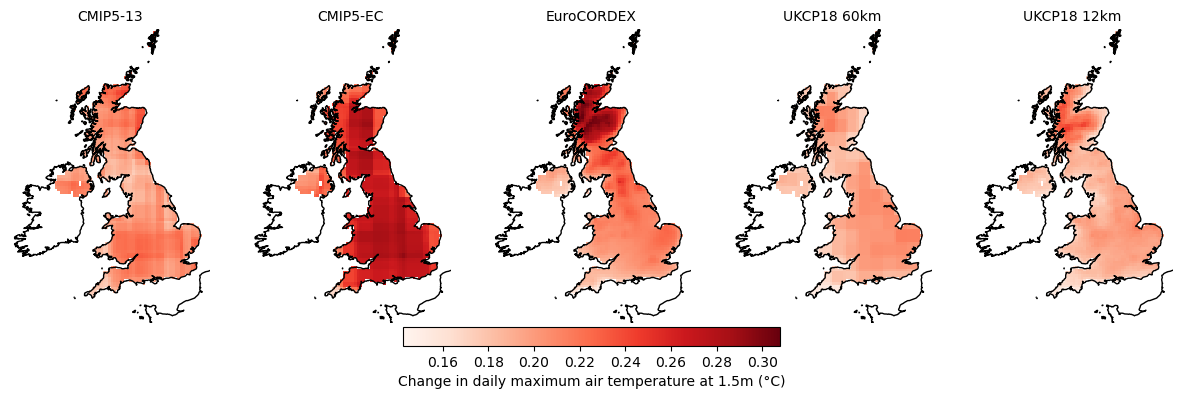 CMIP5-13 CMIP5-EC EuroCORDEX UKCP18 60km UKCP18 12km
0.16 0.18 0.20 0.22 0.24 0.26 0.28 0.30
Change in daily maximum air temperature at 1.5m (°C)